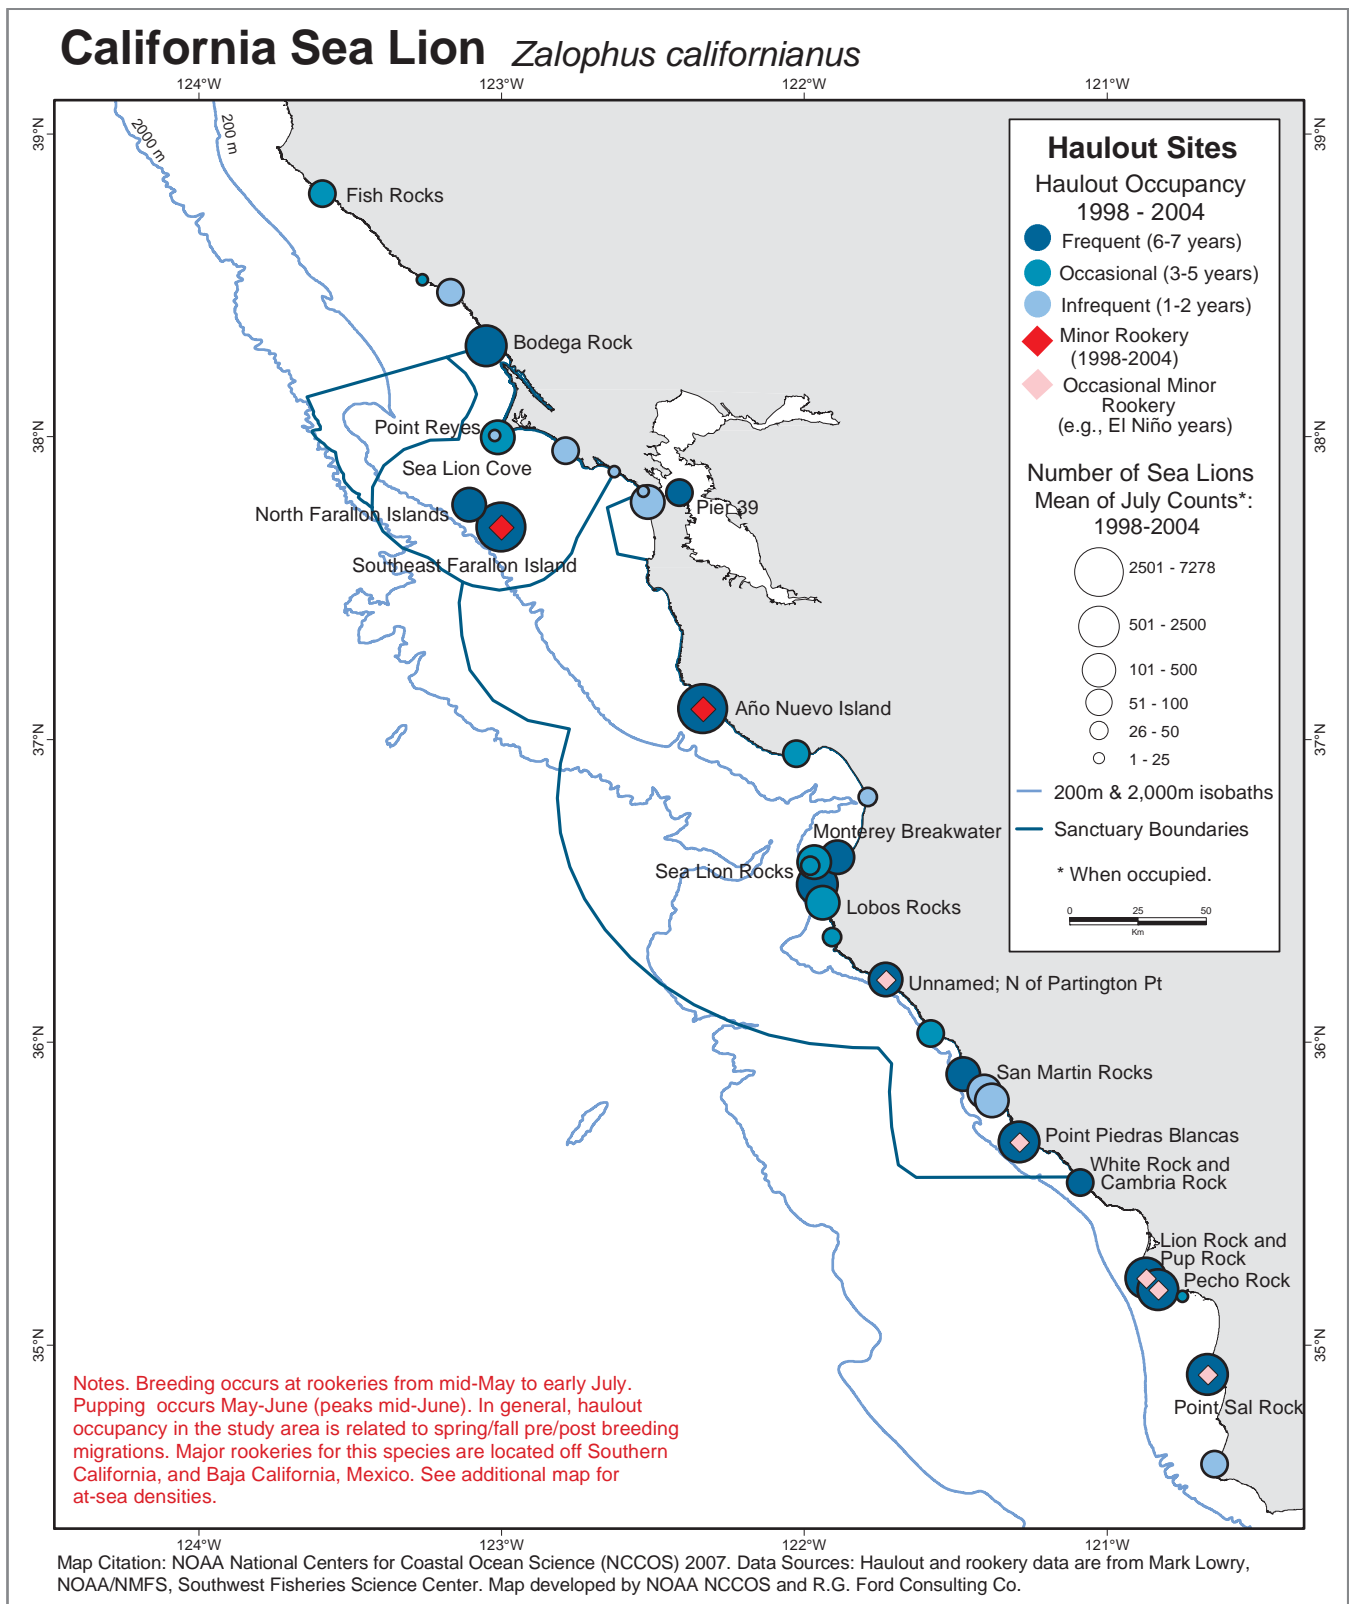 California Sea Lion Zalophus californianus
124°W 123°W 122°W 121°W
39°N
39°N
2000 m
200 m
Haulout Sites
Haulout Occupancy
1998 - 2004
Frequent (6-7 years)
Occasional (3-5 years)
Infrequent (1-2 years)
Minor Rookery
(1998-2004)
Occasional Minor
Rookery
(e.g., El Niño years)
Number of Sea Lions
Mean of July Counts*:
1998-2004
2501 - 7278
501 - 2500
101 - 500
51 - 100
26 - 50
1 - 25
200m & 2,000m isobaths
Sanctuary Boundaries
* When occupied.
0 25 50
Km
Fish Rocks
Bodega Rock
38°N
38°N
Point Reyes
Sea Lion Cove
North Farallon Islands
Pier 39
Southeast Farallon Island
Año Nuevo Island
37°N
37°N
Monterey Breakwater
Sea Lion Rocks
Lobos Rocks
Unnamed; N of Partington Pt
36°N
36°N
San Martin Rocks
Point Piedras Blancas
White Rock and
Cambria Rock
Lion Rock and
Pup Rock
Pecho Rock
35°N
35°N
Point Sal Rock
Notes. Breeding occurs at rookeries from mid-May to early July.
Pupping occurs May-June (peaks mid-June). In general, haulout
occupancy in the study area is related to spring/fall pre/post breeding
migrations. Major rookeries for this species are located off Southern
California, and Baja California, Mexico. See additional map for
at-sea densities.
124°W 123°W 122°W 121°W
Map Citation: NOAA National Centers for Coastal Ocean Science (NCCOS) 2007. Data Sources: Haulout and rookery data are from Mark Lowry,
NOAA/NMFS, Southwest Fisheries Science Center. Map developed by NOAA NCCOS and R.G. Ford Consulting Co.